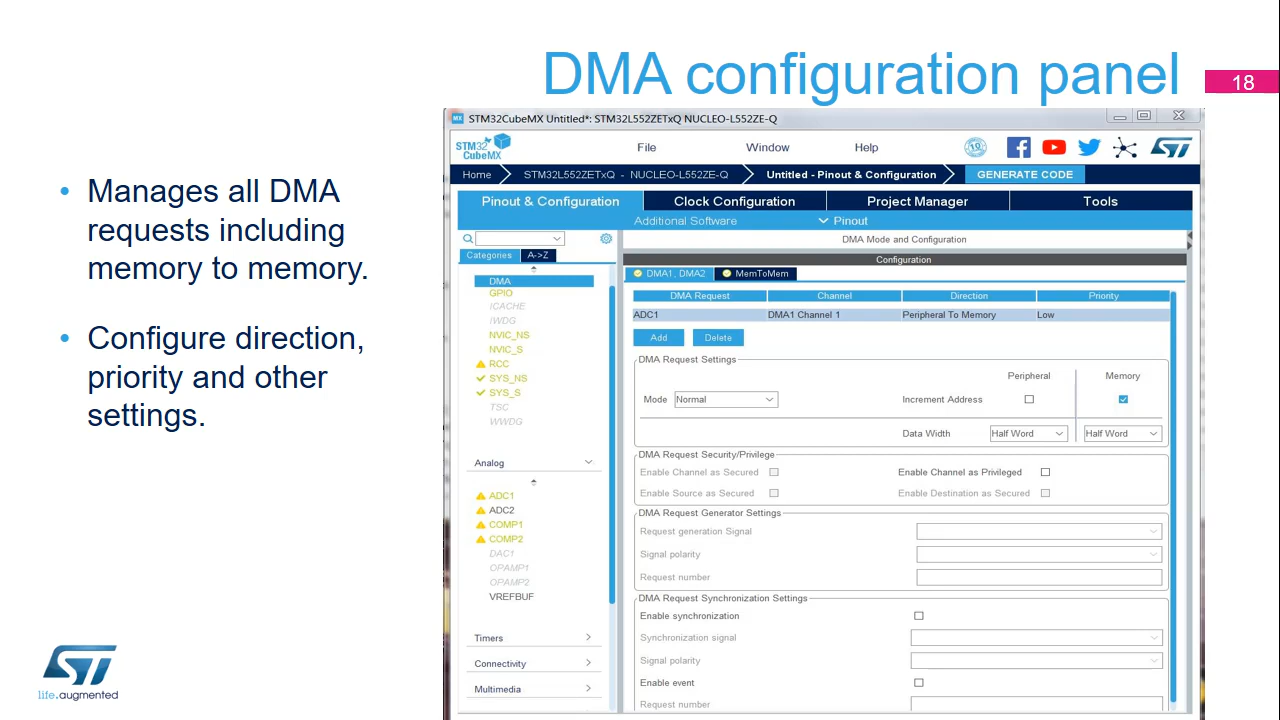 DMA configuration panel
18
• Manages all DMA
requests including
memory to memory.
• Configure direction,
priority and other
settings.
life.augmented
MX STM32CubeMX Untitled*: STM32L552ZETxQ NUCLEO-L552ZE-Q
STM32
CubeMX
File Window Help
Home STM32L552ZETxQ - NUCLEO-L552ZE-Q Untitled - Pinout & Configuration GENERATE CODE
Pinout & Configuration Clock Configuration Project Manager Tools
Additional Software Pinout
DMA Mode and Configuration
Categories A->Z
Configuration
DMA
GPIO
ICACHE
IWDG
NVIC_NS
NVIC_S
RCC
SYS_NS
SYS_S
TSC
WWDG
Analog
ADC1
ADC2
COMP1
COMP2
DAC1
OPAMP1
OPAMP2
VREFBUF
Timers
Connectivity
Multimedia
DMA1, DMA2 MemToMem
DMA Request Channel Direction Priority
ADC1 DMA1 Channel 1 Peripheral To Memory Low
Add Delete
DMA Request Settings
Peripheral Memory
Mode Normal Increment Address
Data Width Half Word Half Word
DMA Request Security/Privilege
Enable Channel as Secured Enable Channel as Privileged
Enable Source as Secured Enable Destination as Secured
DMA Request Generator Settings
Request generation Signal
Signal polarity
Request number
DMA Request Synchronization Settings
Enable synchronization
Synchronization signal
Signal polarity
Enable event
Request number